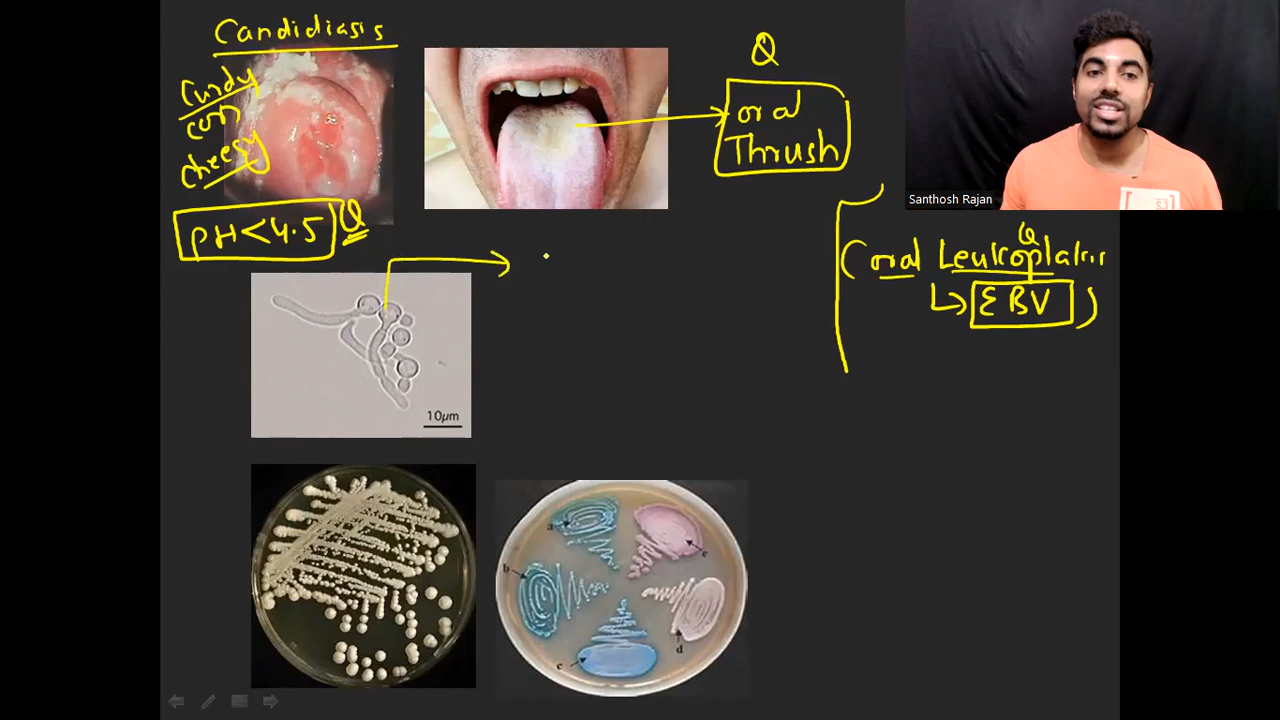 Candidiasis
Curdy
Cheesy
PH<4.5 Q
Q
oral
Thrush
Santhosh Rajan
Q
(oral Leukoplakia
↳ EBV)
10µm
a
e
b
d
c